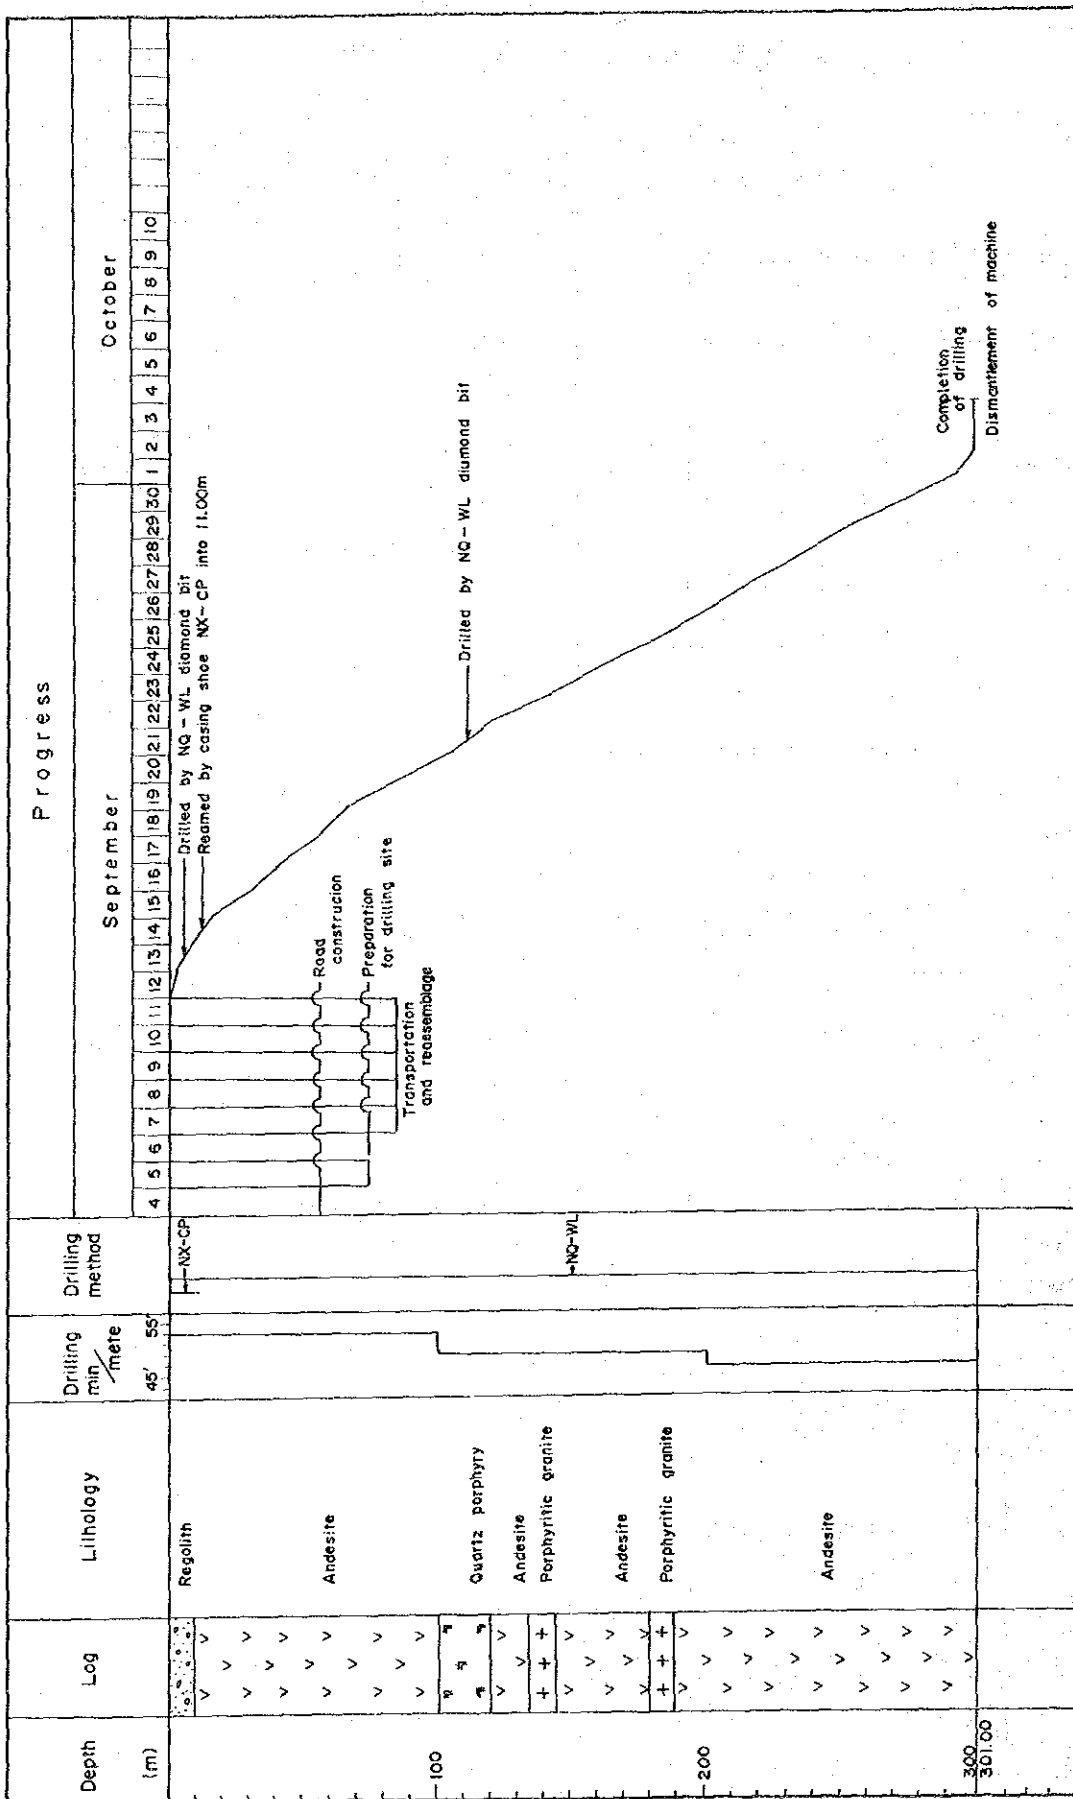 Depth
(m)
100
200
300
301.00
Log
Lilhology
Regolith
Andesite
Quartz porphyry
Andesite
Porphyritic granite
Andesite
Porphyritic granite
Andesite
Drilling
min/mete
45' 55'
Drilling
method
NX-CP
NQ-WL
Progress
September
October
4 5 6 7 8 9 10 11 12 13 14 15 16 17 18 19 20 21 22 23 24 25 26 27 28 29 30 1 2 3 4 5 6 7 8 9 10
Drilled by NQ-WL diamond bit
Reamed by casing shoe NX-CP into 11.00m
Road
construcion
Preparation
for drilling site
Transportation
and reassemblage
Drilled by NQ-WL diumond bit
Completion
of drilling
Dismantlement of machine